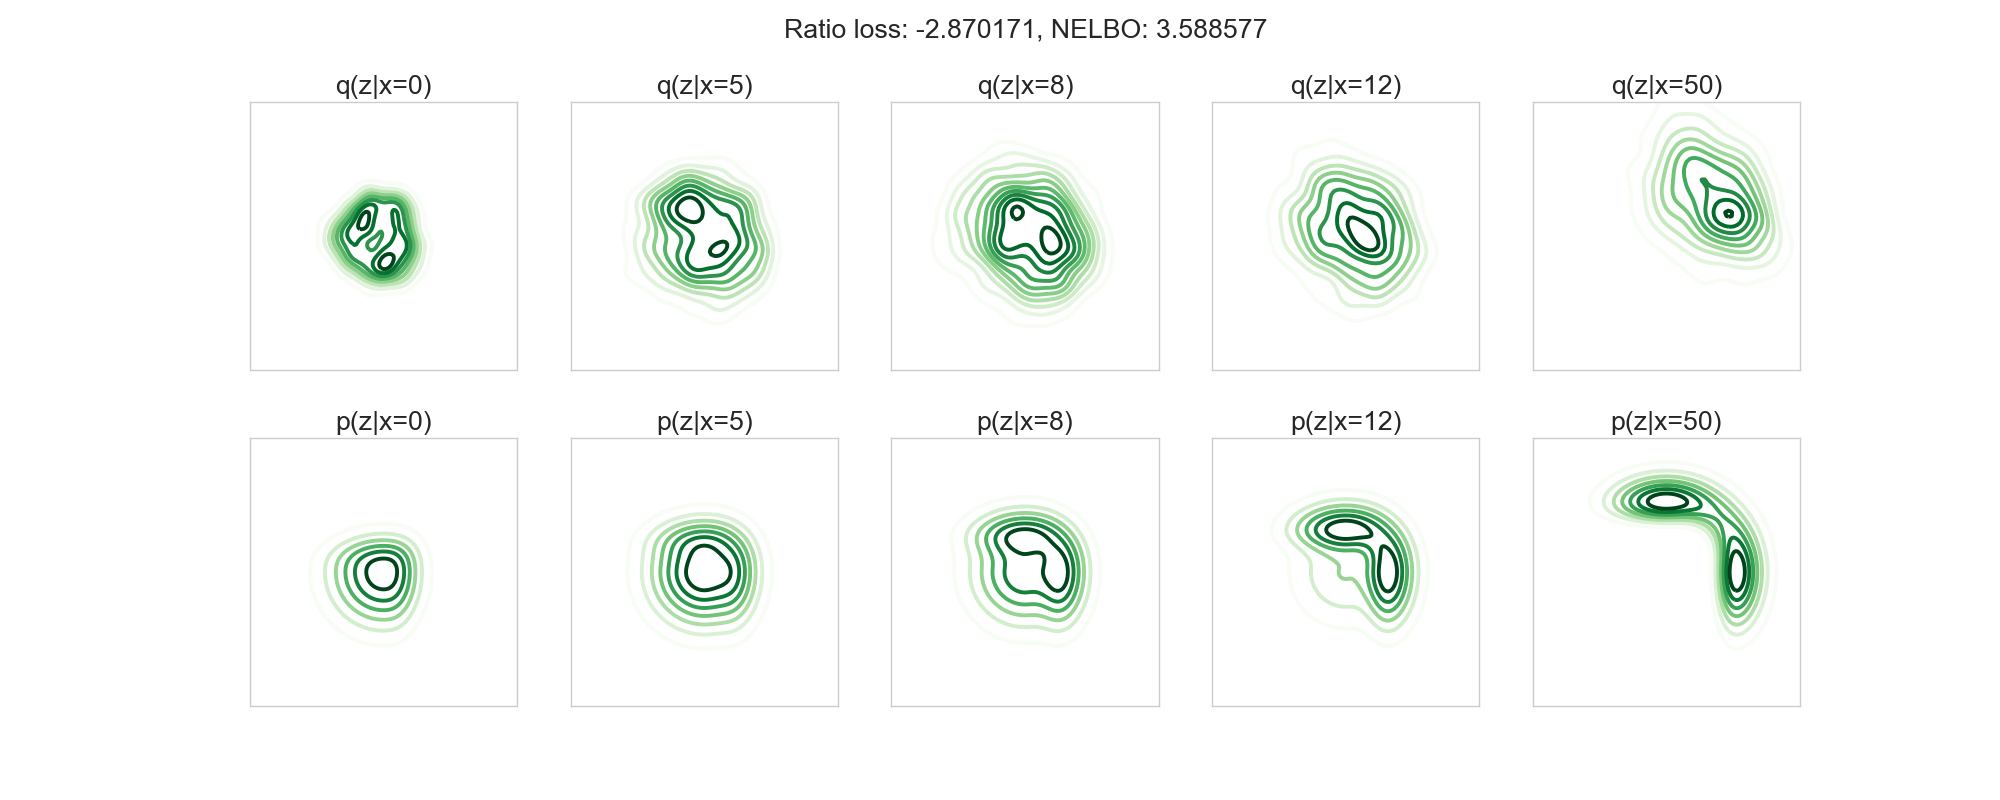 Ratio loss: -2.870171, NELBO: 3.588577
q(z|x=0) q(z|x=5) q(z|x=8) q(z|x=12) q(z|x=50)
p(z|x=0) p(z|x=5) p(z|x=8) p(z|x=12) p(z|x=50)